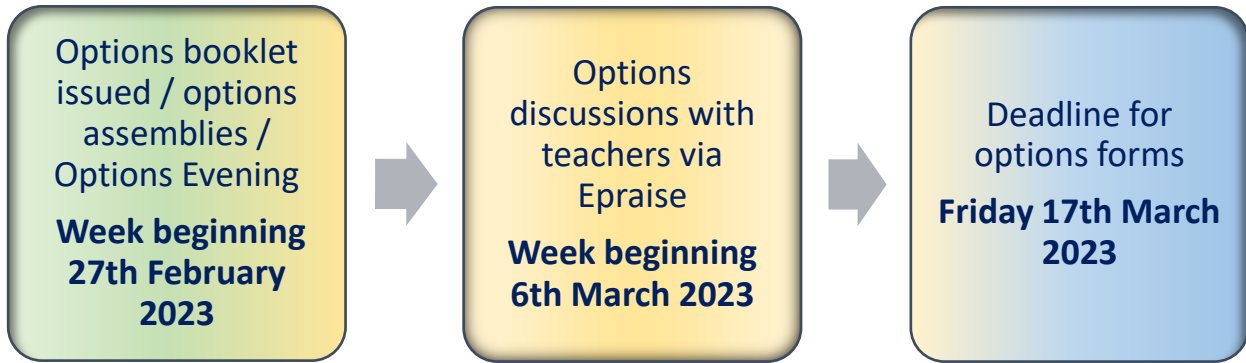 Options booklet
issued / options
assemblies /
Options Evening
Week beginning
27th February
2023
Options
discussions with
teachers via
Epraise
Week beginning
6th March 2023
Deadline for
options forms
Friday 17th March
2023